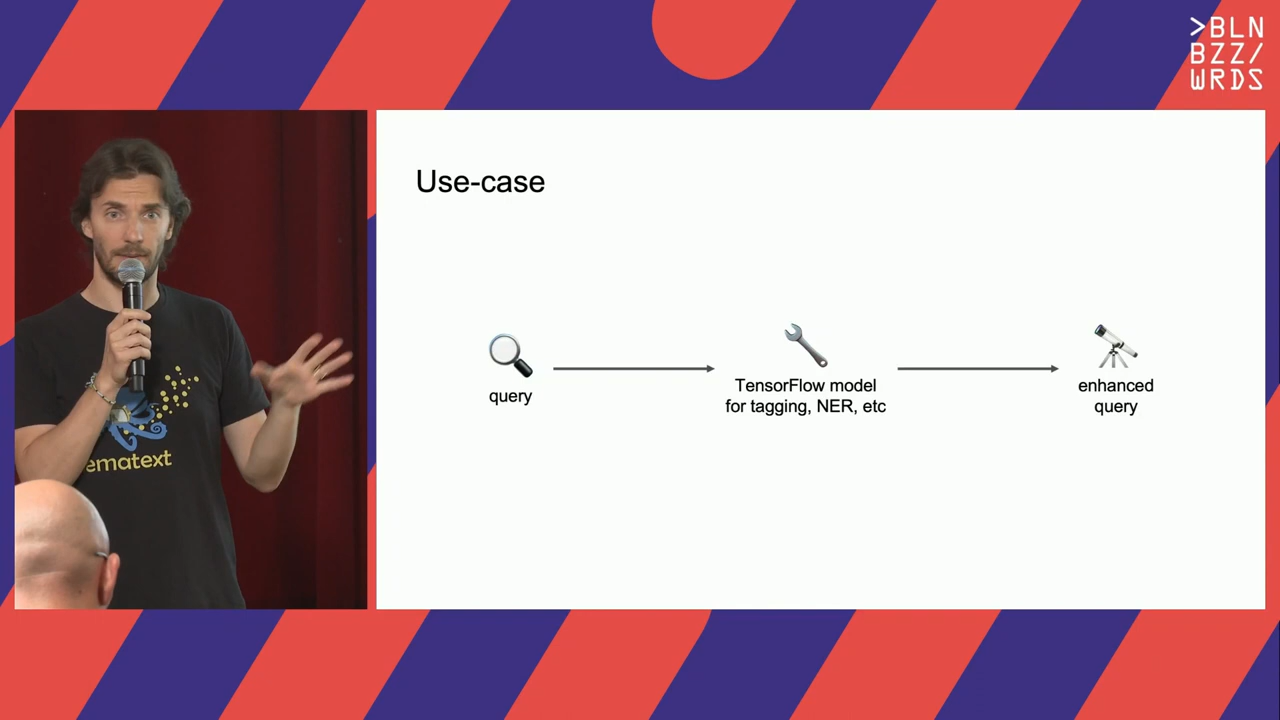 >BLN
BZZ/
WRDS
Use-case
query
TensorFlow model
for tagging, NER, etc
enhanced
query
ematext